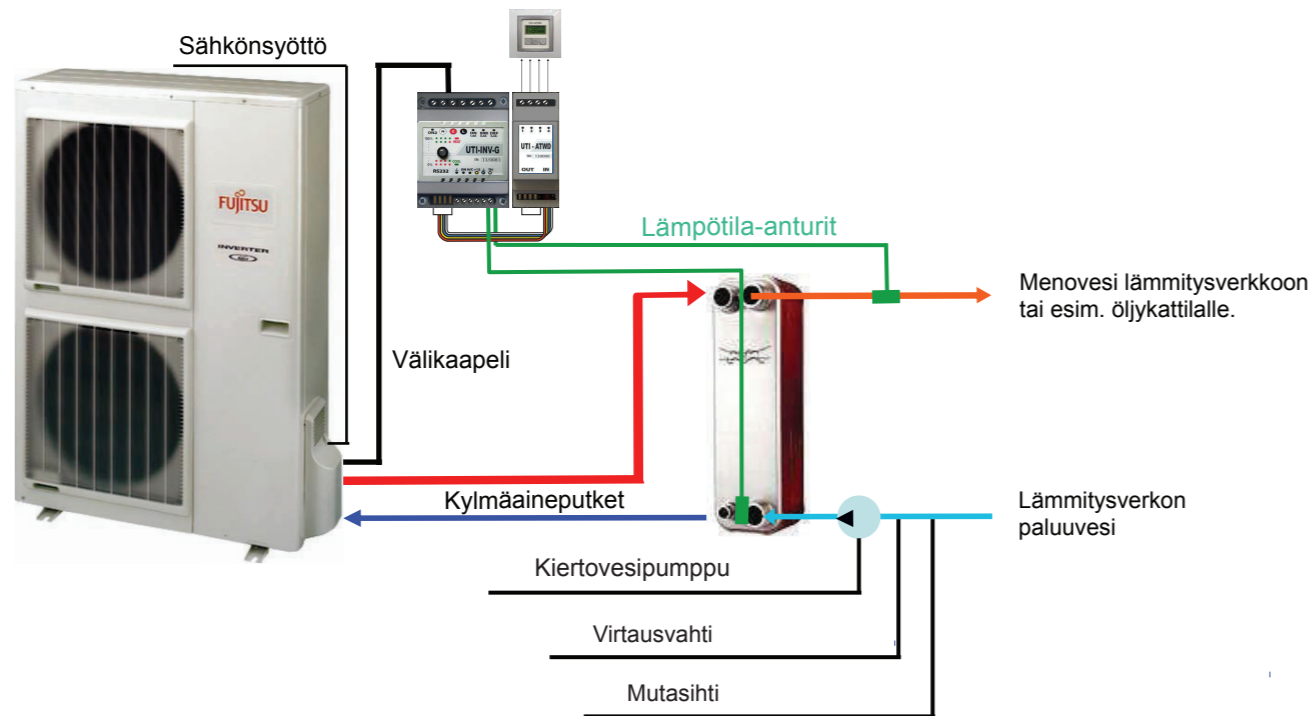 Sähkönsyöttö
FUJITSU
INVERTER
UTI-INV-G
RS232
UTI - ATWD
OUT IN
Lämpötila-anturit
Menovesi lämmitysverkkoon
tai esim. öljykattilalle.
Välikaapeli
Kylmäaineputket
Lämmitysverkon
paluuvesi
Kiertovesipumppu
Virtausvahti
Mutasihti